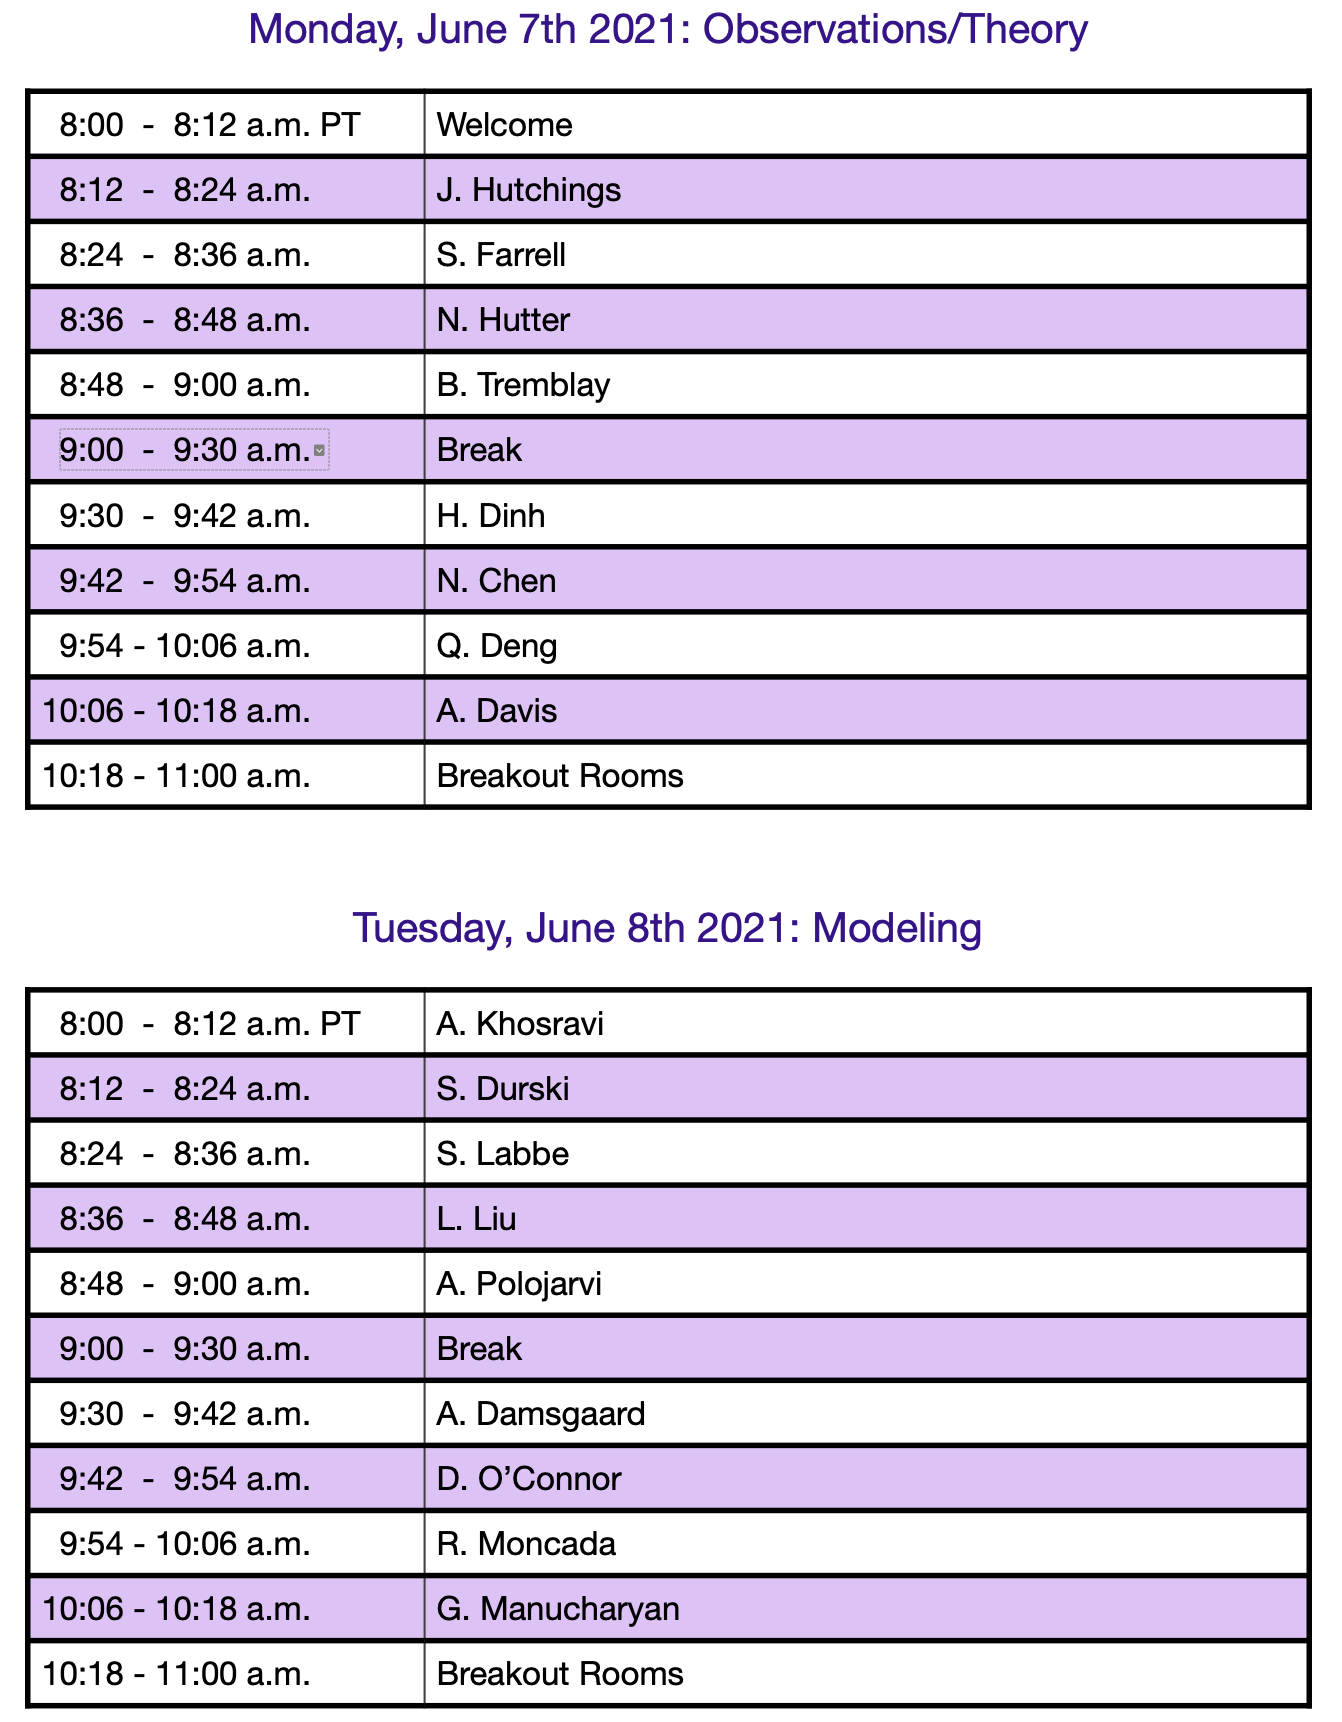 Monday, June 7th 2021: Observations/Theory
8:00 - 8:12 a.m. PT Welcome
8:12 - 8:24 a.m. J. Hutchings
8:24 - 8:36 a.m. S. Farrell
8:36 - 8:48 a.m. N. Hutter
8:48 - 9:00 a.m. B. Tremblay
9:00 - 9:30 a.m. Break
9:30 - 9:42 a.m. H. Dinh
9:42 - 9:54 a.m. N. Chen
9:54 - 10:06 a.m. Q. Deng
10:06 - 10:18 a.m. A. Davis
10:18 - 11:00 a.m. Breakout Rooms
Tuesday, June 8th 2021: Modeling
8:00 - 8:12 a.m. PT A. Khosravi
8:12 - 8:24 a.m. S. Durski
8:24 - 8:36 a.m. S. Labbe
8:36 - 8:48 a.m. L. Liu
8:48 - 9:00 a.m. A. Polojarvi
9:00 - 9:30 a.m. Break
9:30 - 9:42 a.m. A. Damsgaard
9:42 - 9:54 a.m. D. O’Connor
9:54 - 10:06 a.m. R. Moncada
10:06 - 10:18 a.m. G. Manucharyan
10:18 - 11:00 a.m. Breakout Rooms